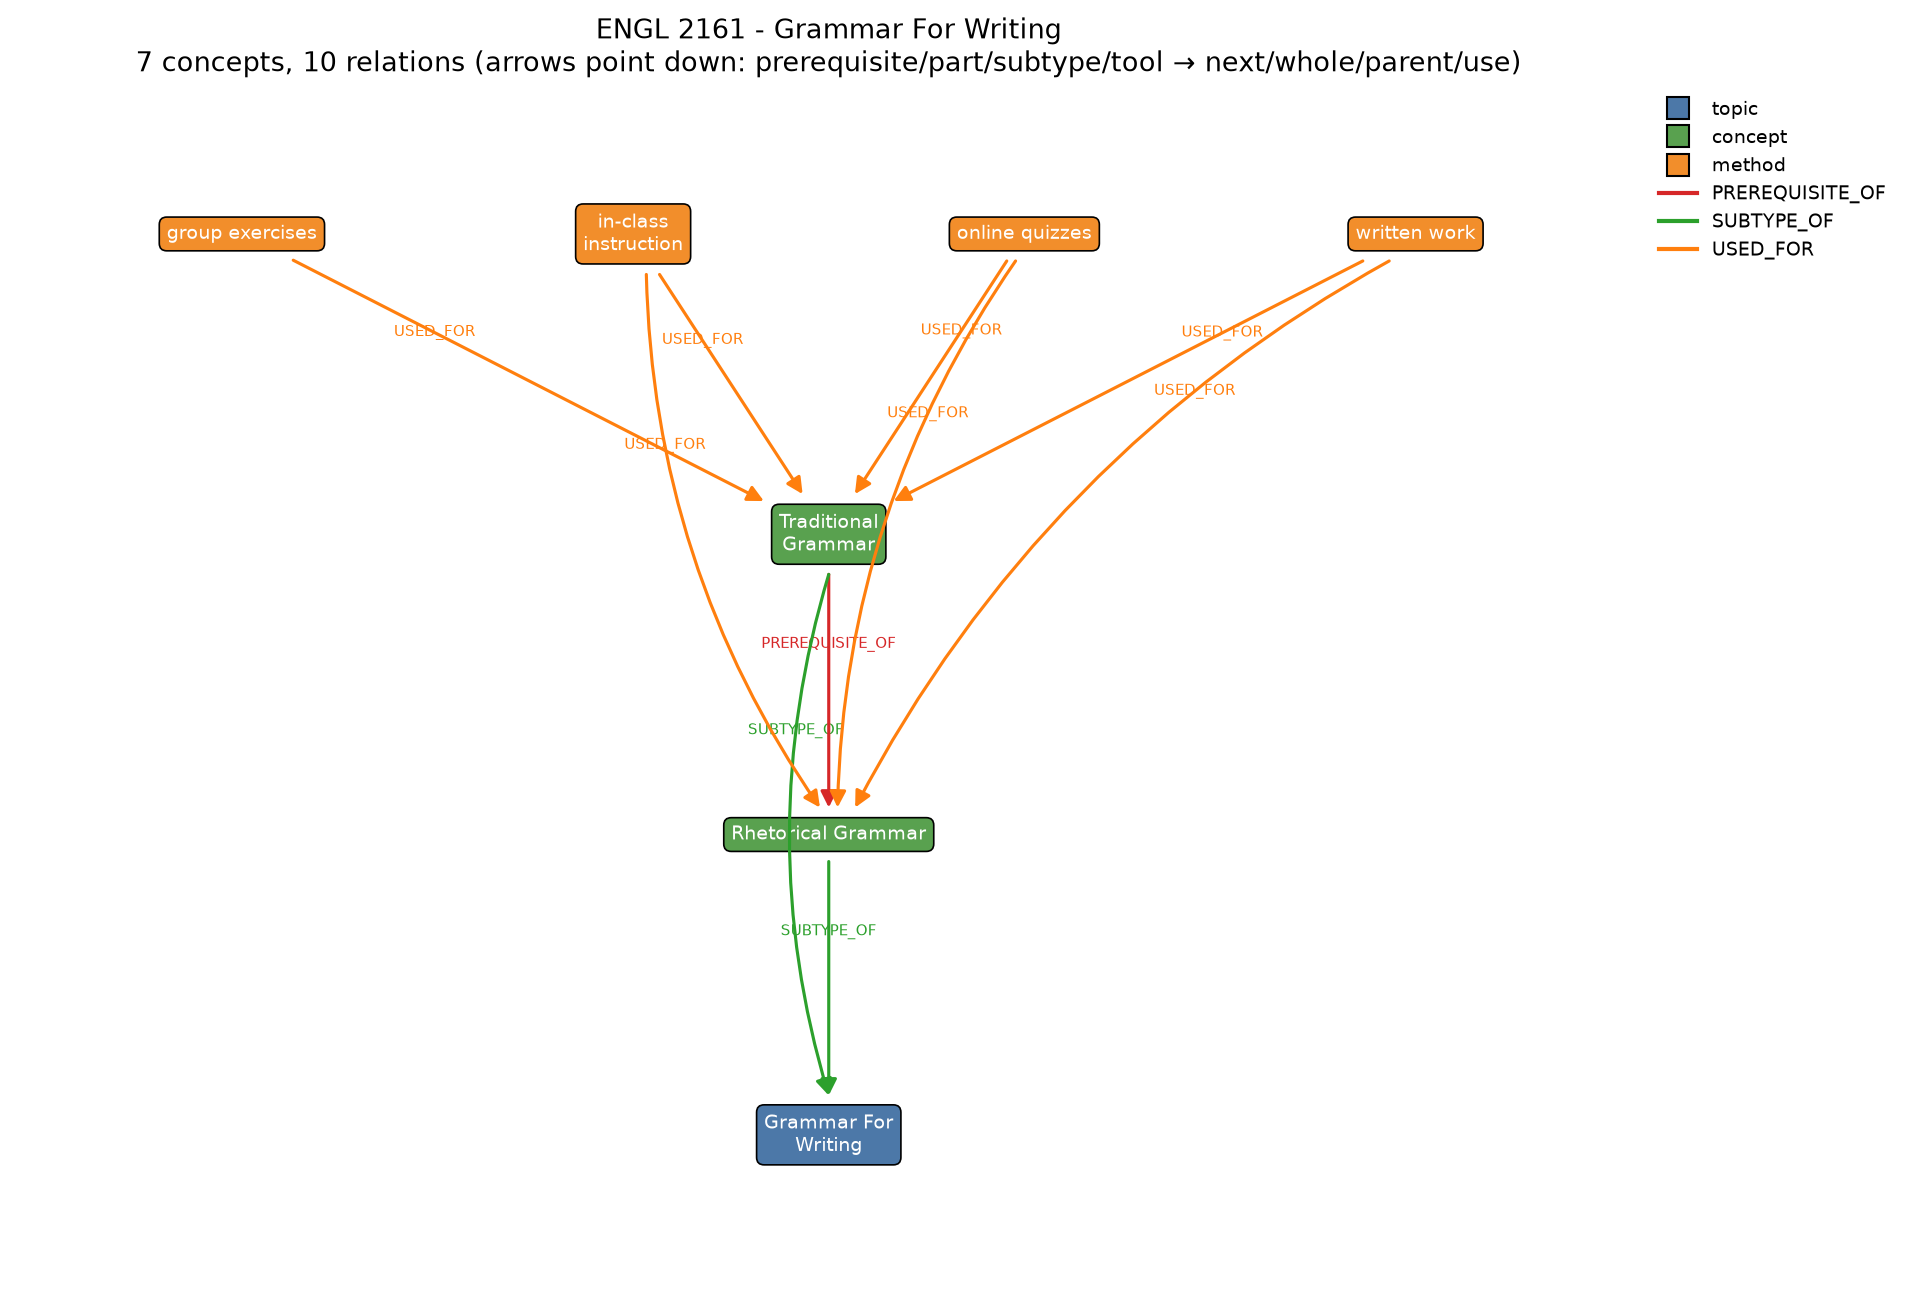 ENGL 2161 - Grammar For Writing
7 concepts, 10 relations (arrows point down: prerequisite/part/subtype/tool → next/whole/parent/use)
topic
concept
method
PREREQUISITE_OF
SUBTYPE_OF
USED_FOR
group exercises
in-class
instruction
online quizzes
written work
USED_FOR
USED_FOR
USED_FOR
USED_FOR
USED_FOR
USED_FOR
USED_FOR
Traditional
Grammar
PREREQUISITE_OF
SUBTYPE_OF
Rhetorical Grammar
SUBTYPE_OF
Grammar For
Writing